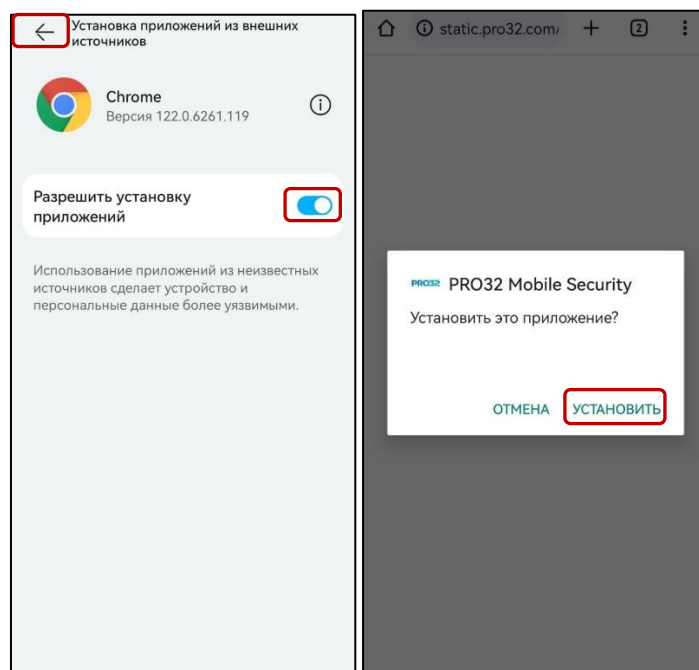 Установка приложений из внешних
источников
Chrome
Версия 122.0.6261.119
Разрешить установку
приложений
Использование приложений из неизвестных
источников сделает устройство и
персональные данные более уязвимыми.
static.pro32.com/
2
PRO32 PRO32 Mobile Security
Установить это приложение?
ОТМЕНА УСТАНОВИТЬ